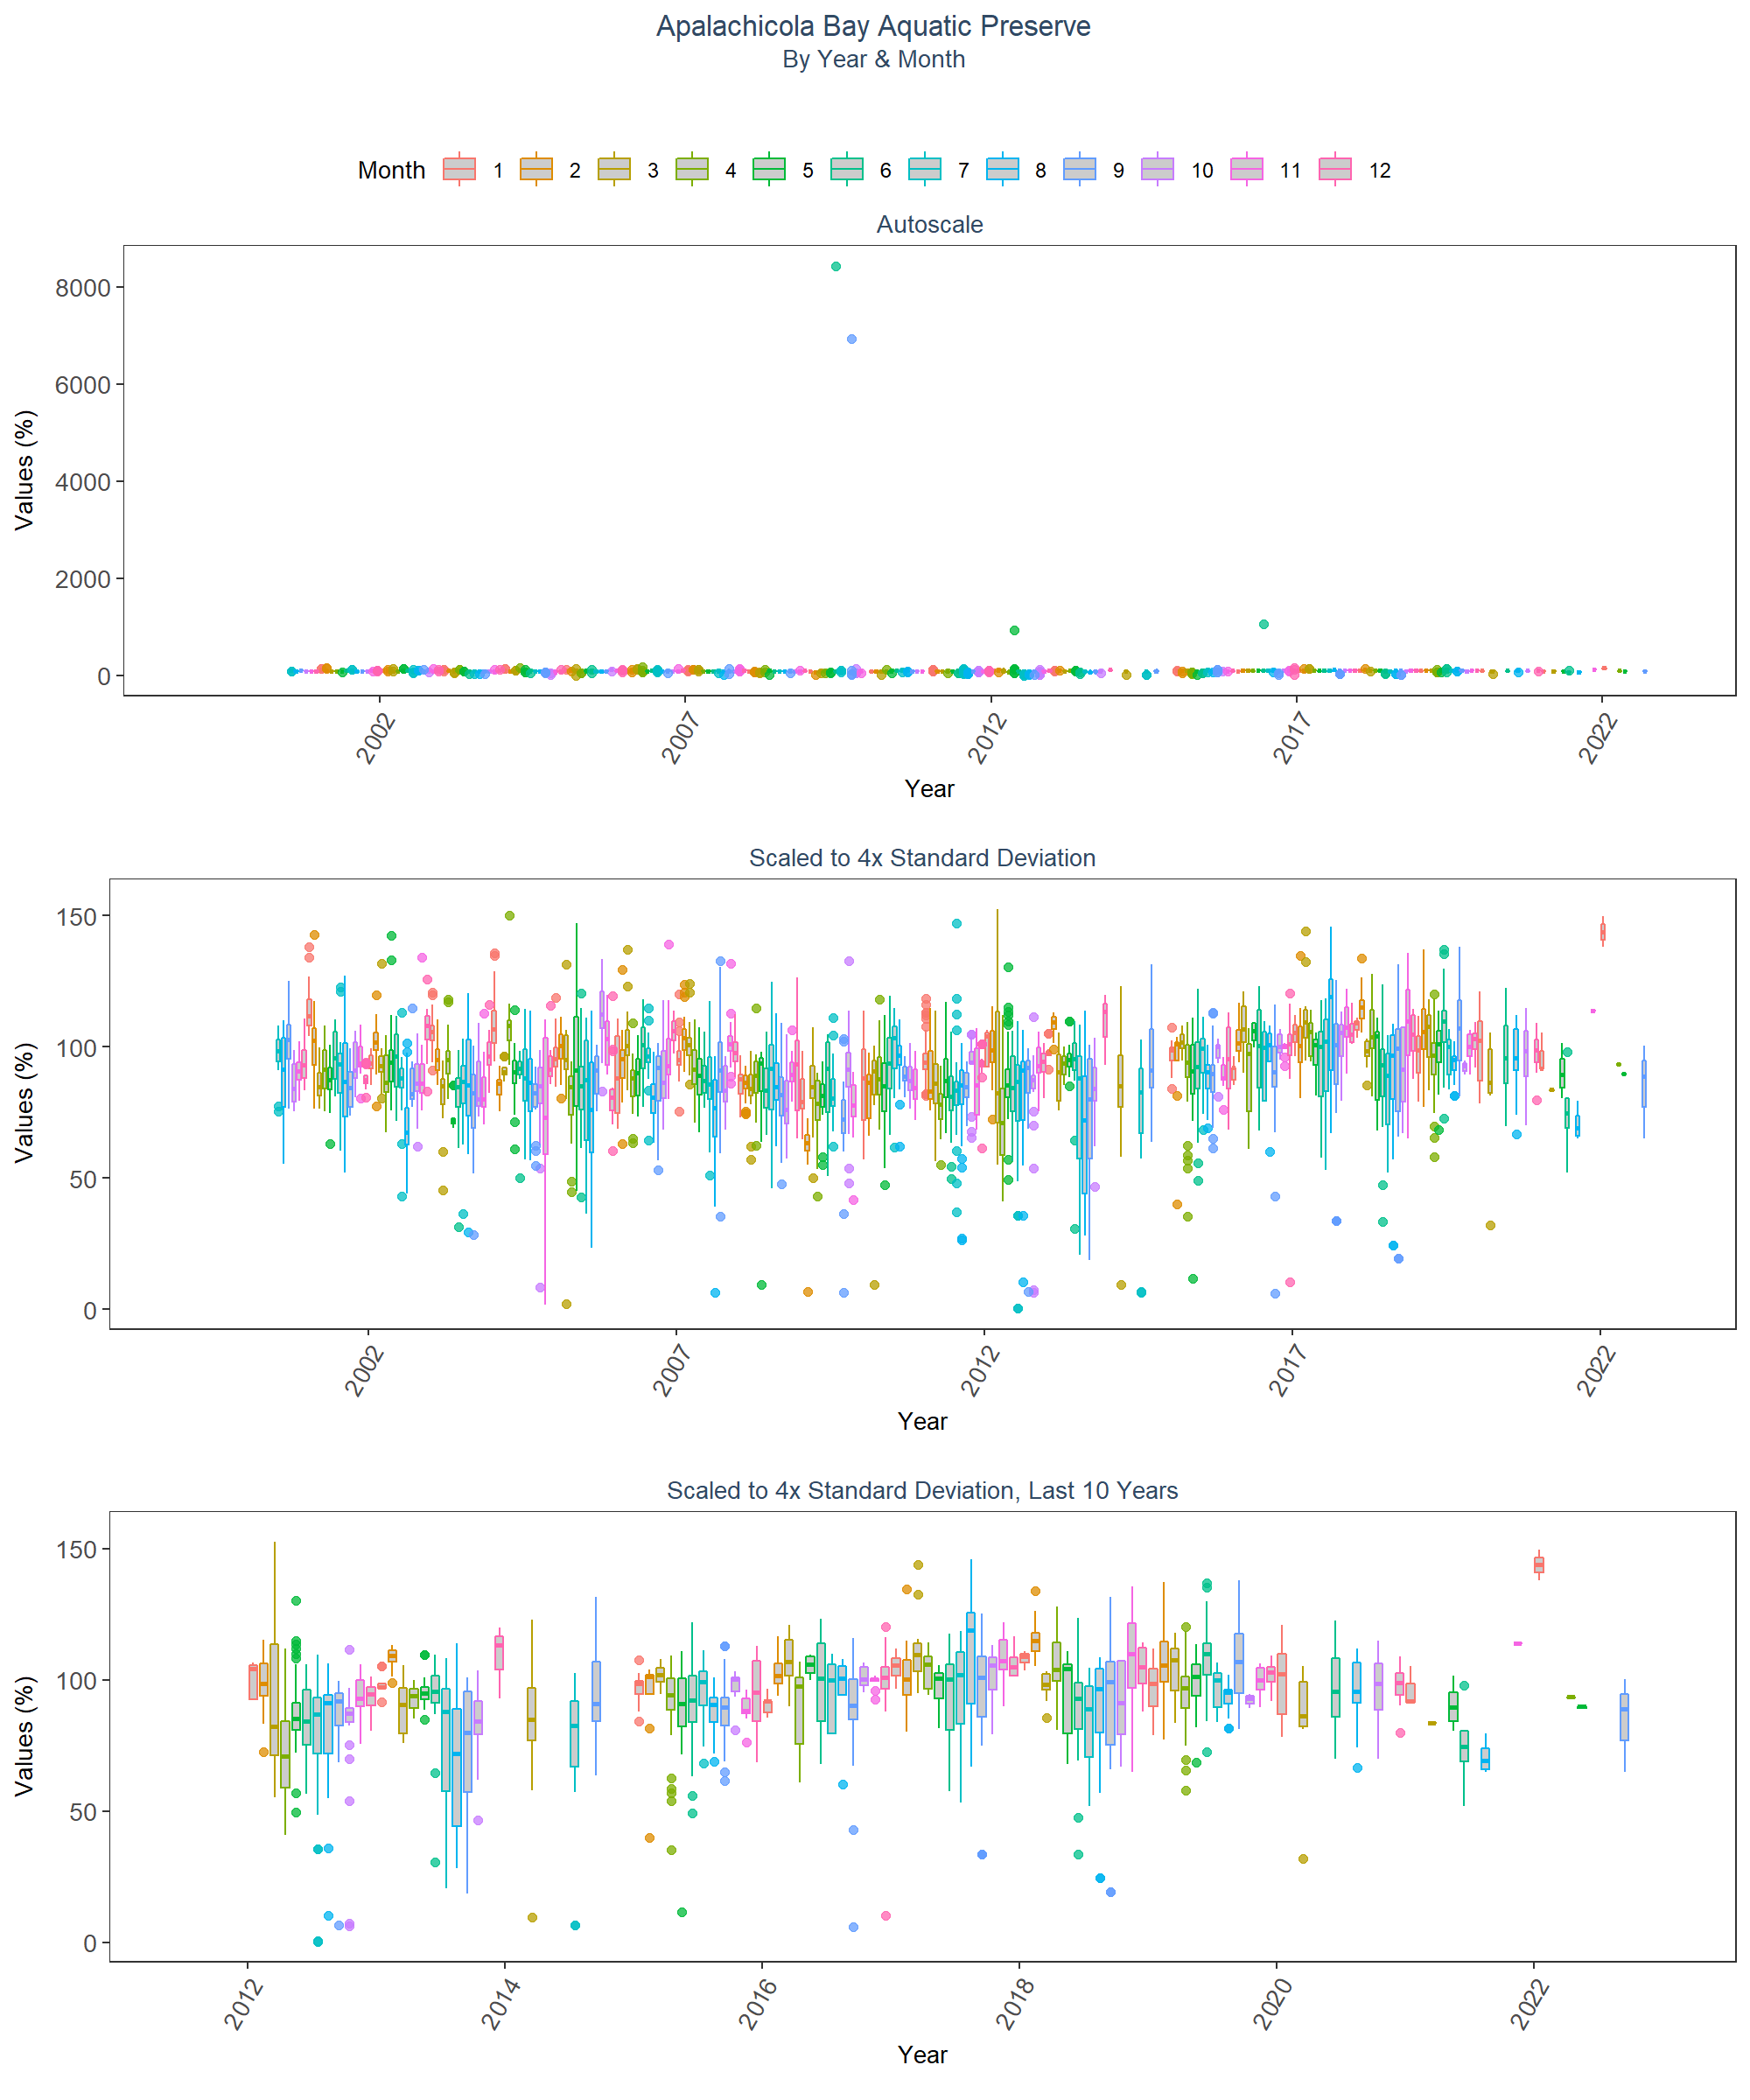 Apalachicola Bay Aquatic Preserve
By Year & Month
Month 1 2 3 4 5 6 7 8 9 10 11 12
Autoscale
Values (%)
8000
6000
4000
2000
0
2002 2007 2012 2017 2022
Year
Scaled to 4x Standard Deviation
Values (%)
150
100
50
0
2002 2007 2012 2017 2022
Year
Scaled to 4x Standard Deviation, Last 10 Years
Values (%)
150
100
50
0
2012 2014 2016 2018 2020 2022
Year